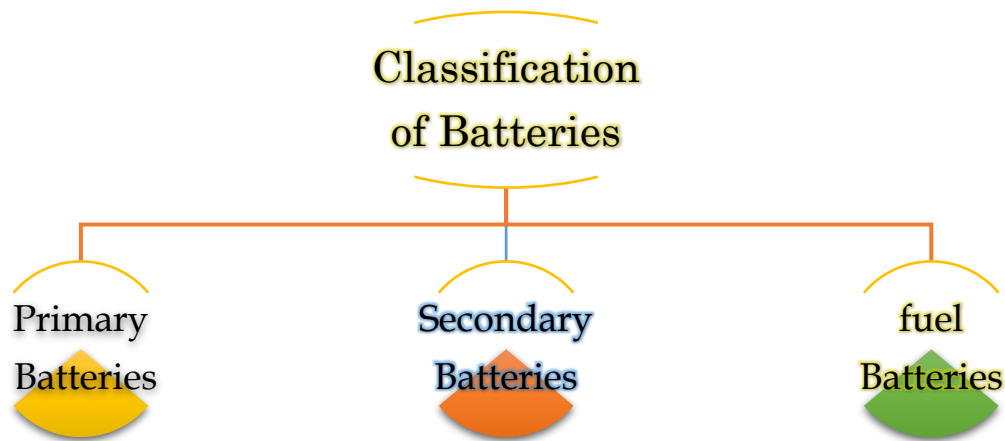 Classification
of Batteries
Primary
Batteries
Secondary
Batteries
fuel
Batteries